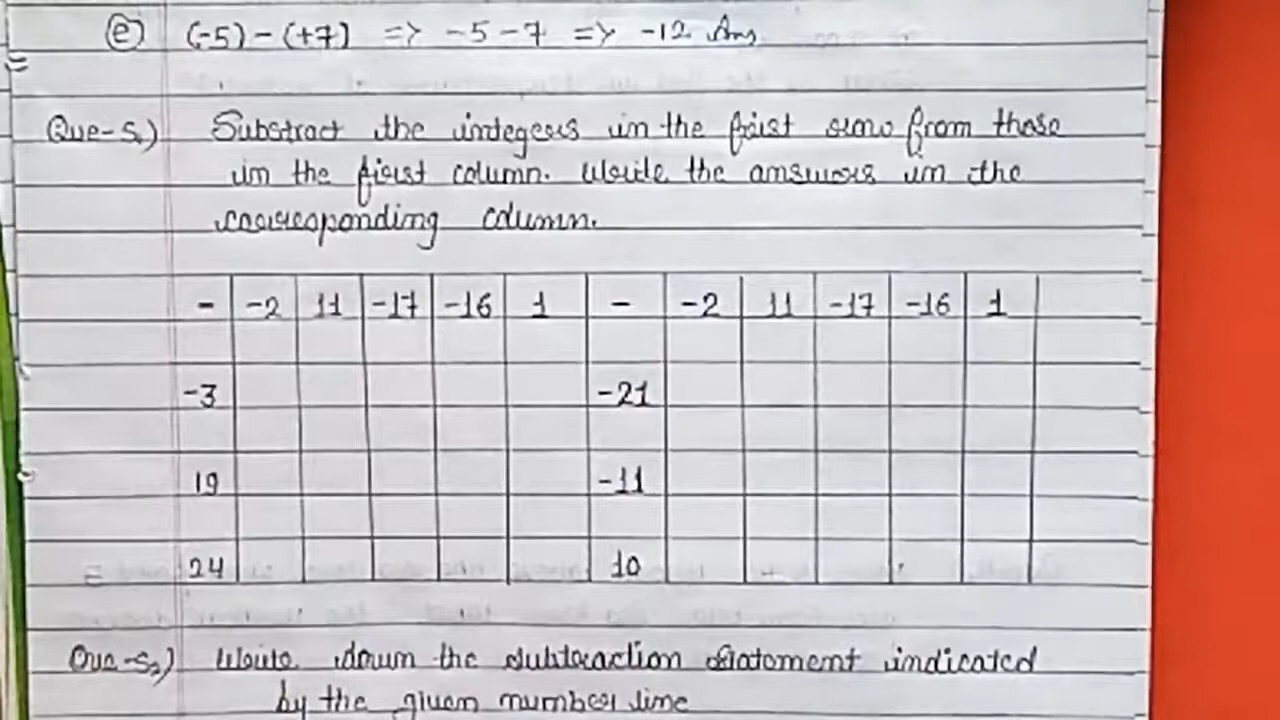 (e) (-5) - (+7) => -5 - 7 => -12 Ans
Que-5.) Substract the integers in the first row from those
in the first column. Write the answers in the
corresponding column.
- -2 11 -17 -16 1 - -2 11 -17 -16 1
-3 -21
19 -11
24 10
Que-5.) Write down the subtraction statement indicated
by the given number line